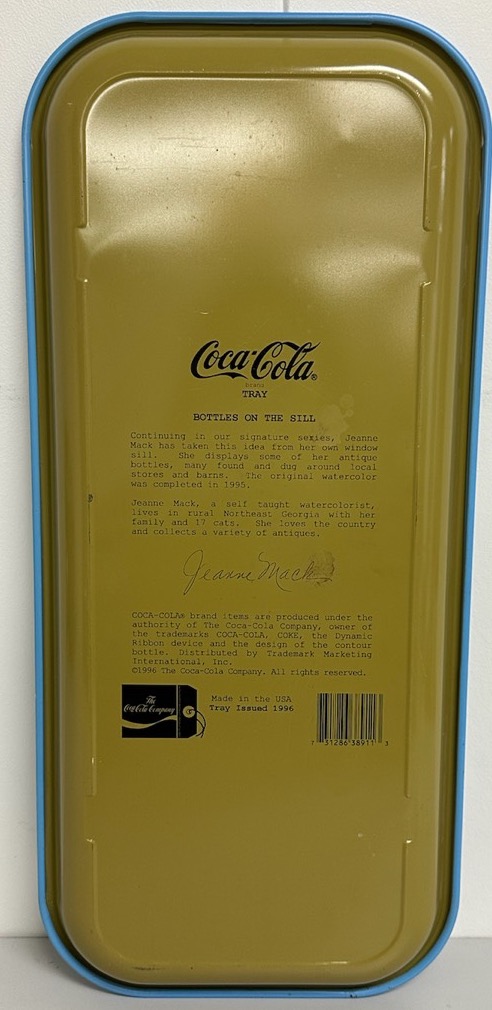 Coca-Cola®
brand
TRAY
BOTTLES ON THE SILL
Continuing in our signature series, Jeanne
Mack has taken this idea from her own window
sill. She displays some of her antique
bottles, many found and dug around local
stores and barns. The original watercolor
was completed in 1995.
Jeanne Mack, a self taught watercolorist,
lives in rural Northeast Georgia with her
family and 17 cats. She loves the country
and collects a variety of antiques.
Jeanne Mack
COCA-COLA® brand items are produced under the
authority of The Coca-Cola Company, owner of
the trademarks COCA-COLA, COKE, the Dynamic
Ribbon device and the design of the contour
bottle. Distributed by Trademark Marketing
International, Inc.
©1996 The Coca-Cola Company. All rights reserved.
The
Coca-Cola Company
Made in the USA
Tray Issued 1996
7 31286 38911 3